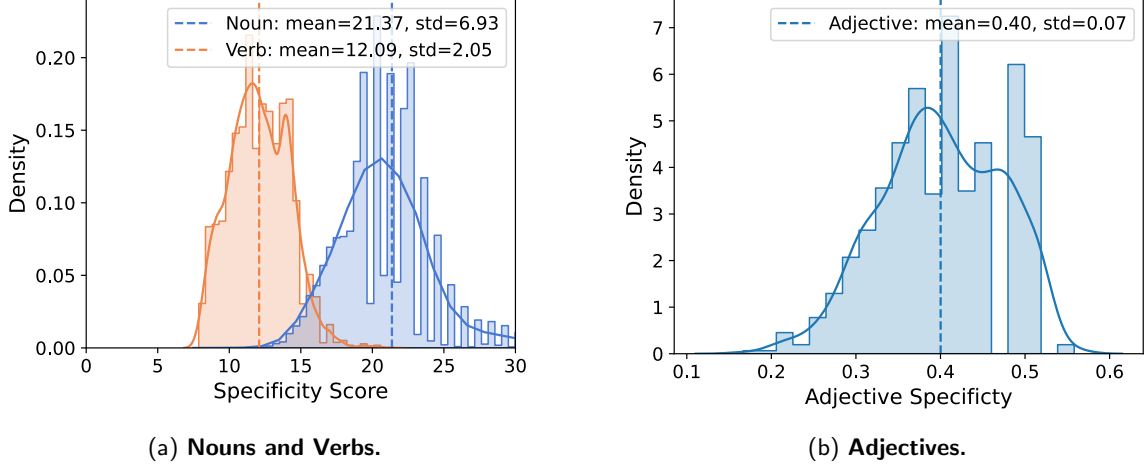 Noun: mean=21.37, std=6.93
Verb: mean=12.09, std=2.05
0.20
0.15
0.10
0.05
0.00
Density
0 5 10 15 20 25 30
Specificity Score
(a) Nouns and Verbs.
Adjective: mean=0.40, std=0.07
7
6
5
4
3
2
1
0
Density
0.1 0.2 0.3 0.4 0.5 0.6
Adjective Specificty
(b) Adjectives.